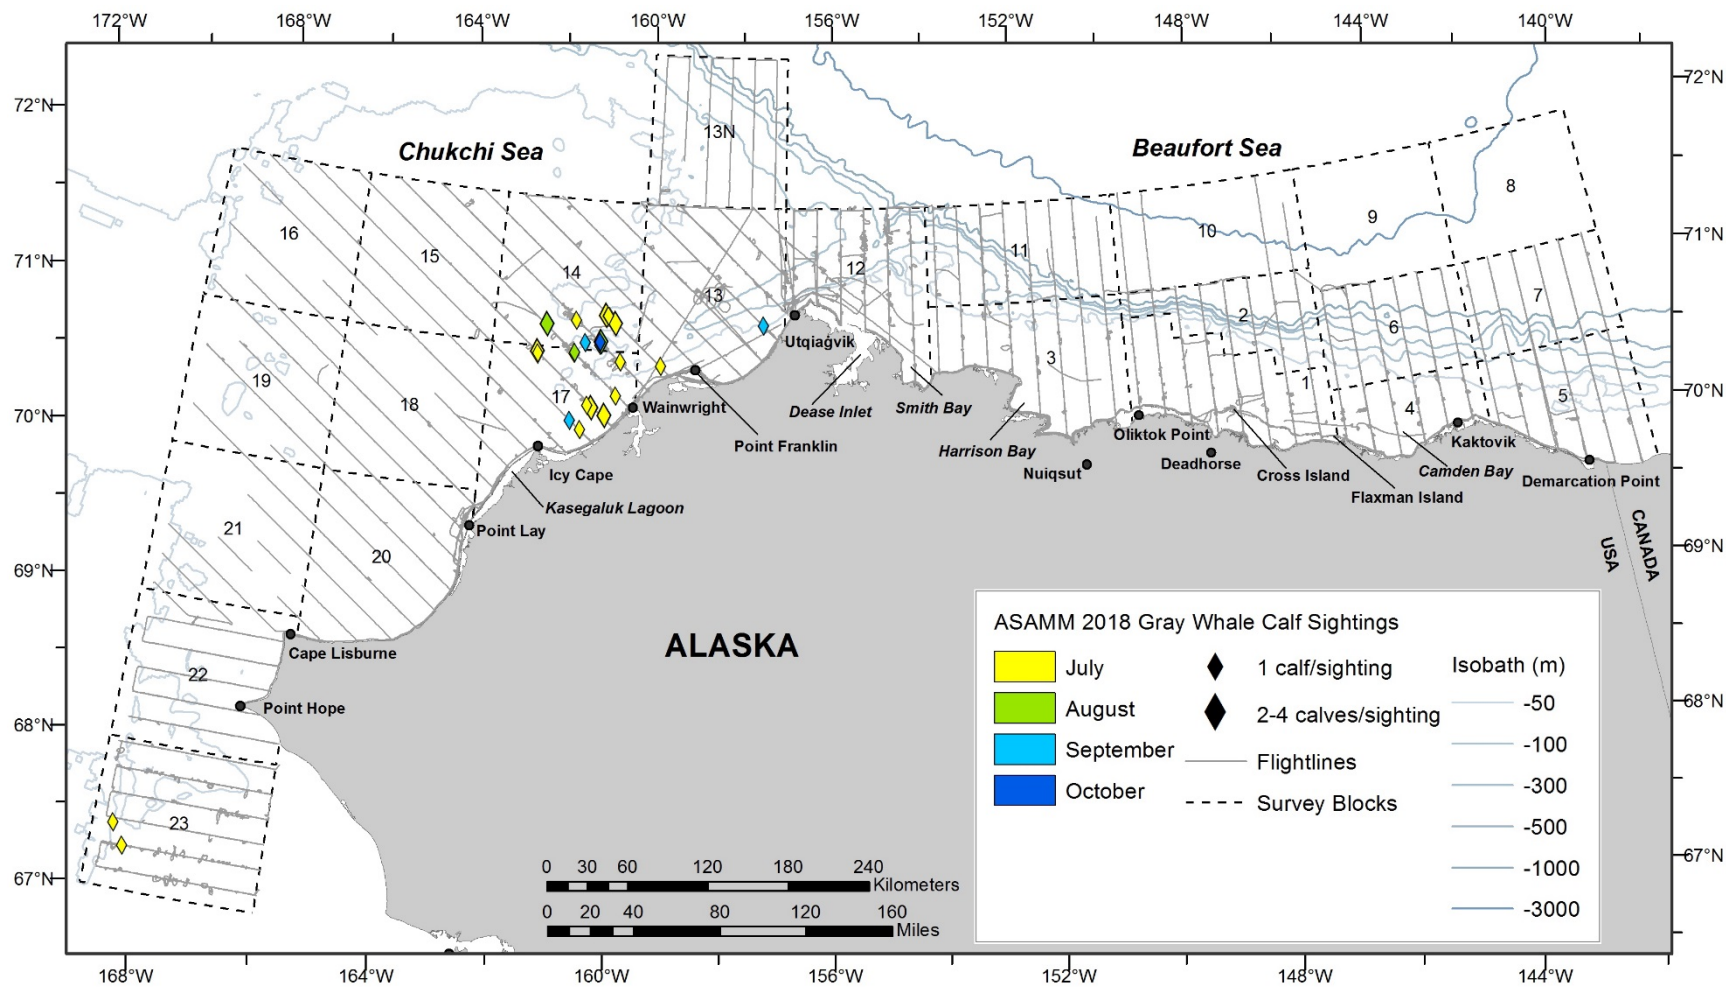 172°W 168°W 164°W 160°W 156°W 152°W 148°W 144°W 140°W
72°N
72°N
71°N
71°N
70°N
70°N
69°N
69°N
68°N
68°N
67°N
67°N
Chukchi Sea
Beaufort Sea
13N
8
9
10
16
15
14
13
12
11
7
2
6
3
1
4
5
19
18
17
21
20
22
23
Utqiaġvik
Wainwright
Dease Inlet
Smith Bay
Point Franklin
Harrison Bay
Oliktok Point
Nuiqsut
Deadhorse
Cross Island
Flaxman Island
Kaktovik
Camden Bay
Demarcation Point
Icy Cape
Kasegaluk Lagoon
Point Lay
Cape Lisburne
Point Hope
ALASKA
USA
CANADA
ASAMM 2018 Gray Whale Calf Sightings
July
August
September
October
1 calf/sighting
2-4 calves/sighting
Flightlines
Survey Blocks
Isobath (m)
-50
-100
-300
-500
-1000
-3000
0 30 60 120 180 240
Kilometers
0 20 40 80 120 160
Miles
168°W 164°W 160°W 156°W 152°W 148°W 144°W